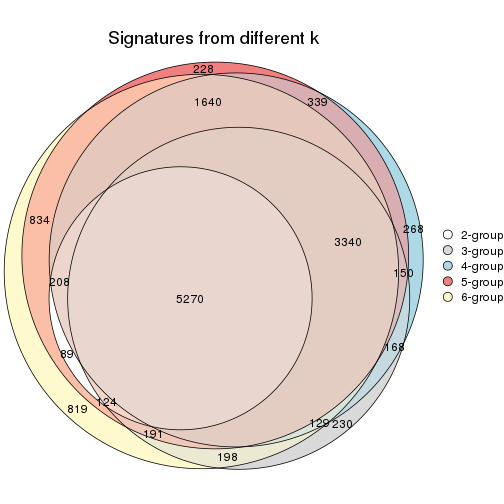 Signatures from different k
228
1640
339
834
268
3340
150
208
5270
168
89
124
819
191
129
230
198
2-group
3-group
4-group
5-group
6-group